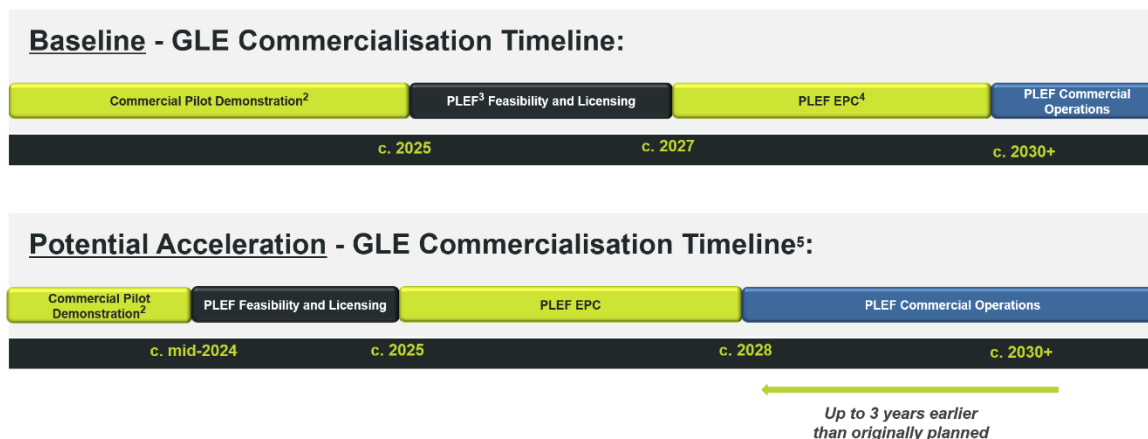 Baseline - GLE Commercialisation Timeline:
Commercial Pilot Demonstration²
PLEF³ Feasibility and Licensing
PLEF EPC⁴
PLEF Commercial
Operations
c. 2025
c. 2027
c. 2030+
Potential Acceleration - GLE Commercialisation Timeline⁵:
Commercial Pilot
Demonstration²
PLEF Feasibility and Licensing
PLEF EPC
PLEF Commercial Operations
c. mid-2024
c. 2025
c. 2028
c. 2030+
Up to 3 years earlier
than originally planned